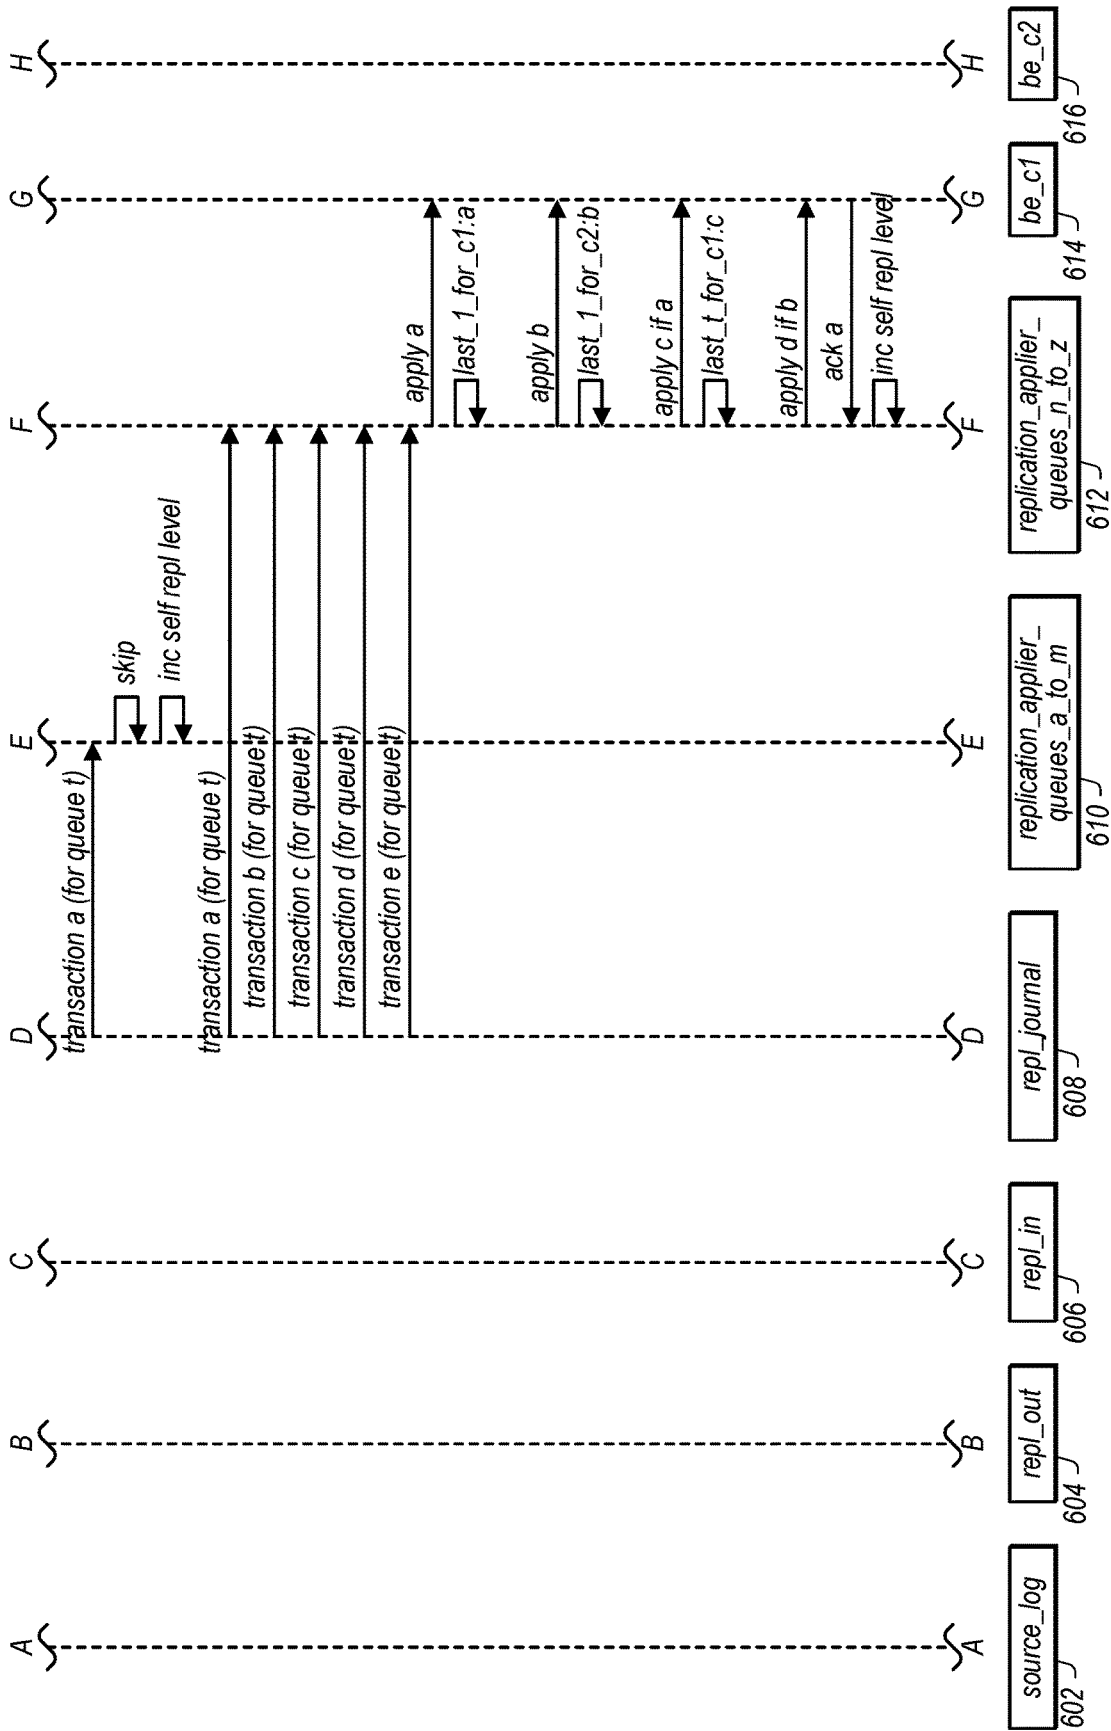 A
B
C
D
E
F
G
H
transaction a (for queue t)
skip
inc self repl level
transaction a (for queue t)
transaction b (for queue t)
transaction c (for queue t)
transaction d (for queue t)
transaction e (for queue t)
apply a
last_1_for_c1:a
apply b
last_1_for_c2:b
apply c if a
last_t_for_c1:c
apply d if b
ack a
inc self repl level
A
B
C
D
E
F
G
H
source_log
602
repl_out
604
repl_in
606
repl_journal
608
replication_applier_
queues_a_to_m
610
replication_applier_
queues_n_to_z
612
be_c1
614
be_c2
616